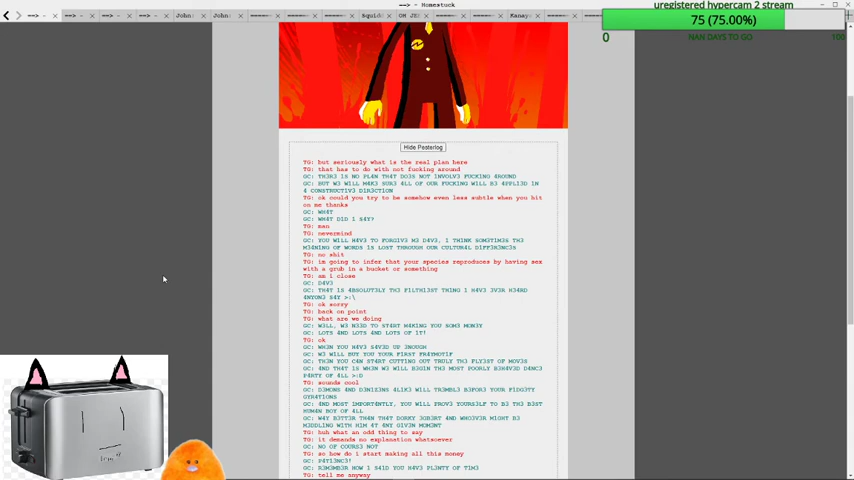 ==> - Homestuck
==> -
==> -
==> -
==> -
John:
John:
Squid
OH JE
Kanay
unregistered hypercam 2 stream
75 (75.00%)
0
NAN DAYS TO GO
100
Hide Pesterlog
TG: but seriously what is the real plan here
TG: that has to do with not fucking around
GC: TH3R3 1S NO PL4N TH4T DO3S NOT 1NVOLV3 FUCK1NG 4ROUND
GC: BUT W3 W1LL M4K3 SUR3 4LL OF OUR FUCK1NG W1LL B3 4PPL13D 1N
4 CONSTRUCT1V3 D1R3CT1ON
TG: ok could you try to be somehow even less subtle when you hit
on me thanks
GC: WH4T
GC: WH4T D1D 1 S4Y?
TG: man
TG: nevermind
GC: YOU W1LL H4V3 TO FORG1V3 M3 D4V3, 1 TH1NK SOM3T1M3S TH3
M34N1NG OF WORDS 1S LOST THROUGH OUR CULTUR4L D1FF3R3NC3S
TG: no shit
TG: im going to infer that your species reproduces by having sex
with a grub in a bucket or something
TG: am i close
GC: D4V3
GC: TH4T 1S 4BSOLUT3LY TH3 F1LTH13ST TH1NG 1 H4V3 3V3R H34RD
4NYON3 S4Y >:\
TG: ok sorry
TG: back on point
TG: what are we doing
GC: W3LL, W3 N33D TO ST4RT M4K1NG YOU SOM3 MON3Y
GC: LOTS 4ND LOTS 4ND LOTS OF 1T!
TG: ok
GC: WH3N YOU H4V3 S4V3D UP 3NOUGH
GC: W3 W1LL BUY YOU YOUR F1RST FR4YMOT1F
GC: TH3N YOU C4N ST4RT CUTT1NG OUT TRULY TH3 FLY3ST OF MOV3S
GC: 4ND TH4T 1S WH3N W3 W1LL B3G1N TH3 MOST POORLY B3H4V3D D4NC3
P4RTY OF 4LL >:D
TG: sounds cool
GC: D3MONS 4ND D3N1Z3NS 4L1K3 W1LL TR3MBL3 B3FOR3 YOUR F1DG3TY
GYR4T1ONS
GC: 4ND MOST 1MPORT4NTLY, YOU W1LL PROV3 YOURS3LF TO B3 TH3 B3ST
HUM4N BOY OF 4LL
GC: W4Y B3TT3R TH4N TH4T DORKY 3GB3RT 4ND WHO3V3R M1GHT B3
M3DDL1NG W1TH H1M 4T 4NY G1V3N MOM3NT
TG: huh what an odd thing to say
TG: it demands no explanation whatsoever
GC: NO OF COURS3 NOT
TG: so how do i start making all this money
GC: P4T13NC3!
GC: R3M3MB3R HOW 1 S41D YOU H4V3 PL3NTY OF T1M3
TG: tell me anyway